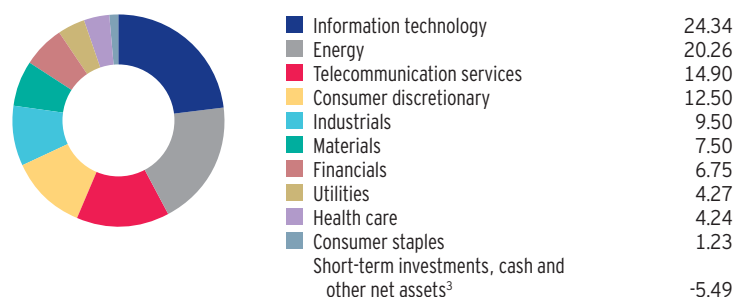 Information technology 24.34
Energy 20.26
Telecommunication services 14.90
Consumer discretionary 12.50
Industrials 9.50
Materials 7.50
Financials 6.75
Utilities 4.27
Health care 4.24
Consumer staples 1.23
Short-term investments, cash and
other net assets³ -5.49